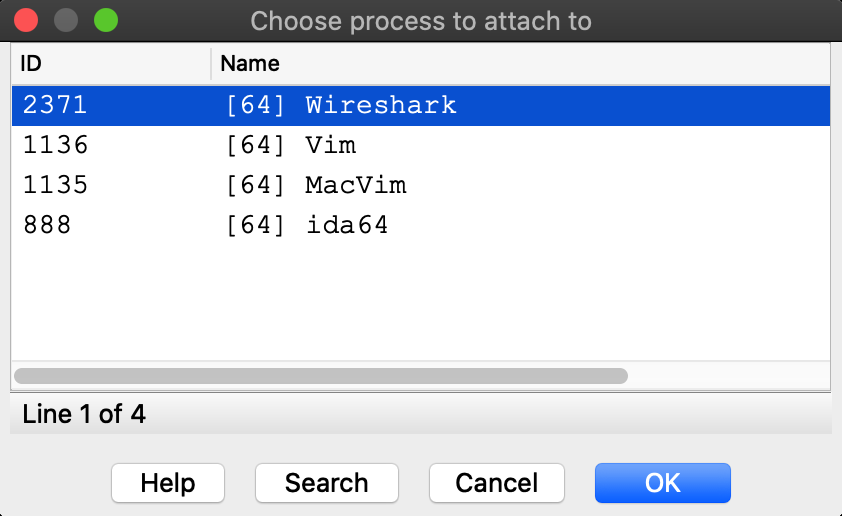 Choose process to attach to
ID Name
2371 [64] Wireshark
1136 [64] Vim
1135 [64] MacVim
888 [64] ida64
Line 1 of 4
Help Search Cancel OK